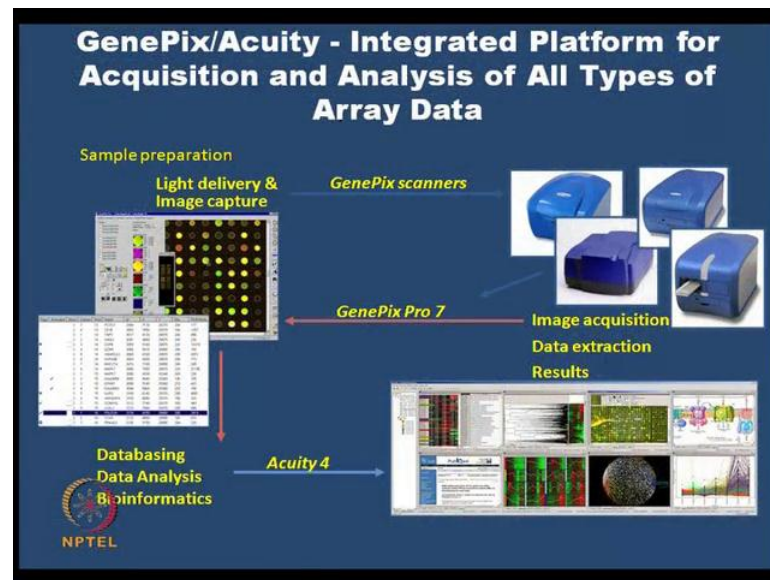 GenePix/Acuity - Integrated Platform for
Acquisition and Analysis of All Types of
Array Data
Sample preparation
Light delivery &
Image capture
GenePix scanners
GenePix Pro 7
Image acquisition
Data extraction
Results
Databasing
Data Analysis
Bioinformatics
Acuity 4
NPTEL